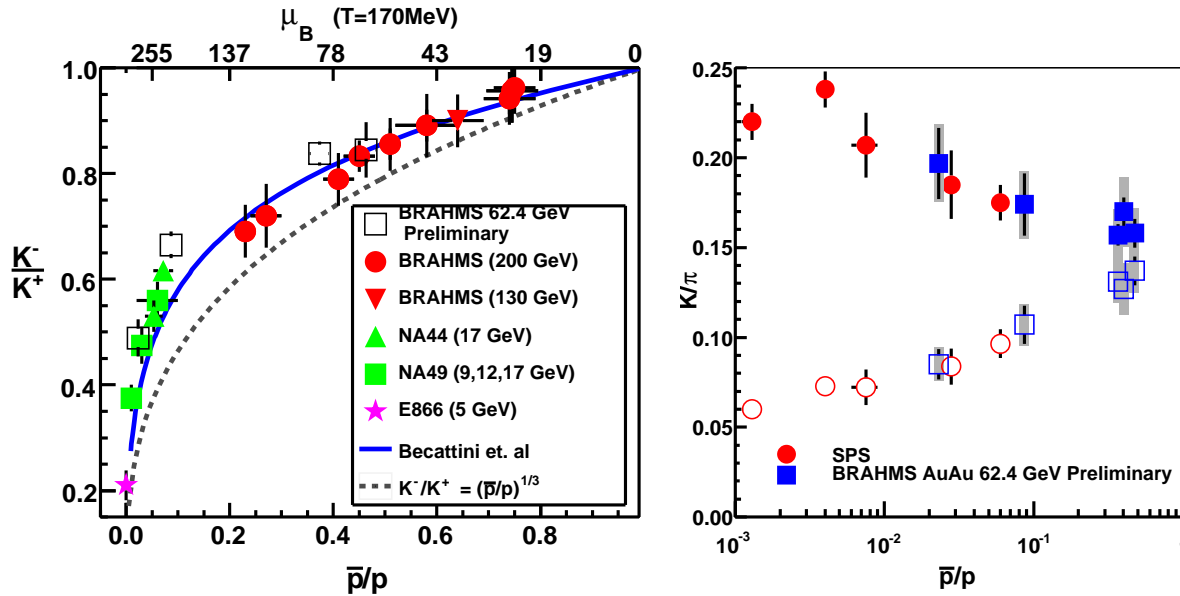 μ_B (T=170MeV)
255 137 78 43 19 0
1.0
0.8
0.6
0.4
0.2
K⁻/K⁺
BRAHMS 62.4 GeV
Preliminary
BRAHMS (200 GeV)
BRAHMS (130 GeV)
NA44 (17 GeV)
NA49 (9,12,17 GeV)
E866 (5 GeV)
Becattini et. al
K⁻/K⁺ = (p̅/p)^1/3
0.0 0.2 0.4 0.6 0.8
p̅/p
0.25
0.20
0.15
0.10
0.05
0.00
K/π
SPS
BRAHMS AuAu 62.4 GeV Preliminary
10⁻³ 10⁻² 10⁻¹
p̅/p